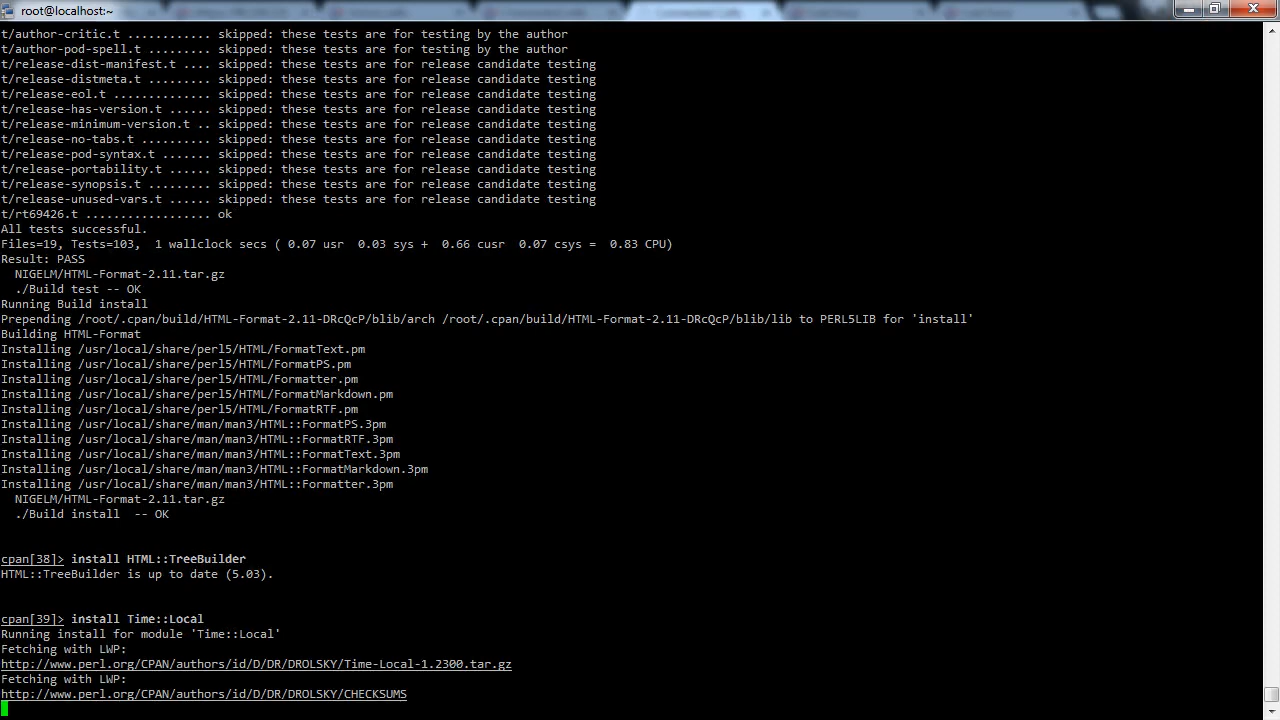 root@localhost:~
t/author-critic.t ............ skipped: these tests are for testing by the author
t/author-pod-spell.t ......... skipped: these tests are for testing by the author
t/release-dist-manifest.t .... skipped: these tests are for release candidate testing
t/release-distmeta.t ......... skipped: these tests are for release candidate testing
t/release-eol.t .............. skipped: these tests are for release candidate testing
t/release-has-version.t ...... skipped: these tests are for release candidate testing
t/release-minimum-version.t .. skipped: these tests are for release candidate testing
t/release-no-tabs.t .......... skipped: these tests are for release candidate testing
t/release-pod-syntax.t ....... skipped: these tests are for release candidate testing
t/release-portability.t ...... skipped: these tests are for release candidate testing
t/release-synopsis.t ......... skipped: these tests are for release candidate testing
t/release-unused-vars.t ...... skipped: these tests are for release candidate testing
t/rt69426.t .................. ok
All tests successful.
Files=19, Tests=103,  1 wallclock secs ( 0.07 usr  0.03 sys +  0.66 cusr  0.07 csys =  0.83 CPU)
Result: PASS
  NIGELM/HTML-Format-2.11.tar.gz
  ./Build test -- OK
Running Build install
Prepending /root/.cpan/build/HTML-Format-2.11-DRcQcP/blib/arch /root/.cpan/build/HTML-Format-2.11-DRcQcP/blib/lib to PERL5LIB for 'install'
Building HTML-Format
Installing /usr/local/share/perl5/HTML/FormatText.pm
Installing /usr/local/share/perl5/HTML/FormatPS.pm
Installing /usr/local/share/perl5/HTML/Formatter.pm
Installing /usr/local/share/perl5/HTML/FormatMarkdown.pm
Installing /usr/local/share/perl5/HTML/FormatRTF.pm
Installing /usr/local/share/man/man3/HTML::FormatPS.3pm
Installing /usr/local/share/man/man3/HTML::FormatRTF.3pm
Installing /usr/local/share/man/man3/HTML::FormatText.3pm
Installing /usr/local/share/man/man3/HTML::FormatMarkdown.3pm
Installing /usr/local/share/man/man3/HTML::Formatter.3pm
  NIGELM/HTML-Format-2.11.tar.gz
  ./Build install  -- OK
cpan[38]> install HTML::TreeBuilder
HTML::TreeBuilder is up to date (5.03).
cpan[39]> install Time::Local
Running install for module 'Time::Local'
Fetching with LWP:
http://www.perl.org/CPAN/authors/id/D/DR/DROLSKY/Time-Local-1.2300.tar.gz
Fetching with LWP:
http://www.perl.org/CPAN/authors/id/D/DR/DROLSKY/CHECKSUMS